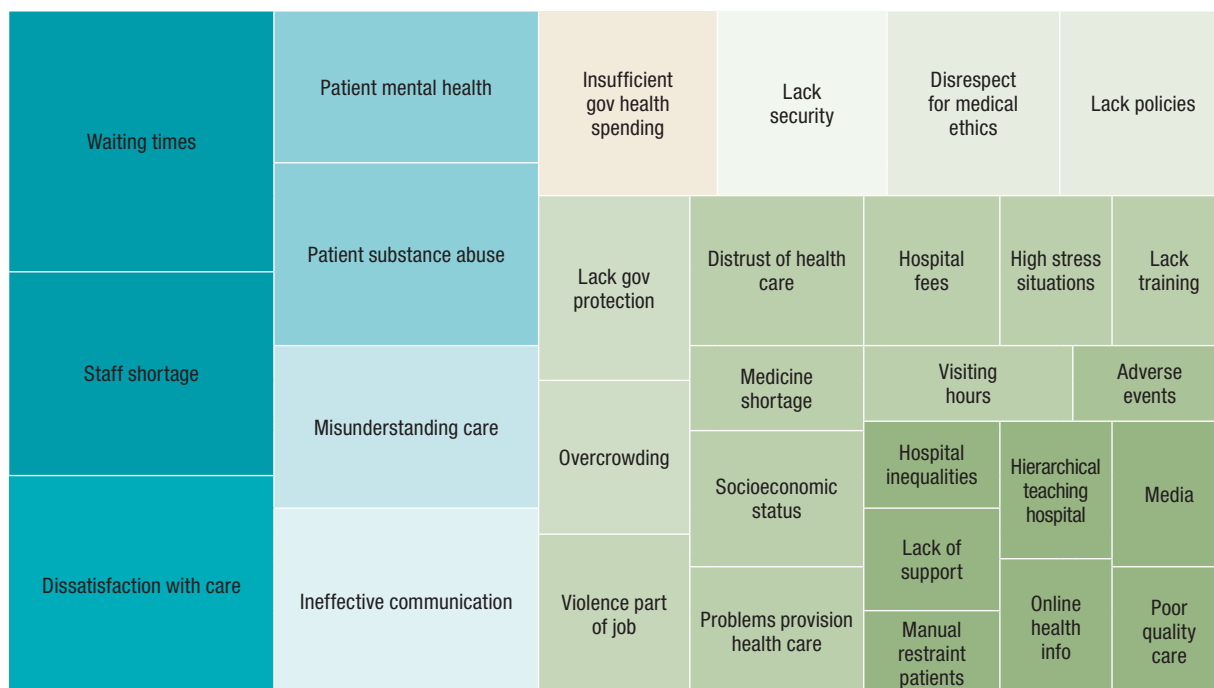 Waiting times
Staff shortage
Dissatisfaction with care
Patient mental health
Patient substance abuse
Misunderstanding care
Ineffective communication
Insufficient
gov health
spending
Lack
security
Disrespect
for medical
ethics
Lack policies
Lack gov
protection
Overcrowding
Violence part
of job
Distrust of health
care
Medicine
shortage
Socioeconomic
status
Problems provision
health care
Hospital
fees
High stress
situations
Lack
training
Visiting
hours
Adverse
events
Hospital
inequalities
Lack of
support
Manual
restraint
patients
Hierarchical
teaching
hospital
Online
health
info
Media
Poor
quality
care